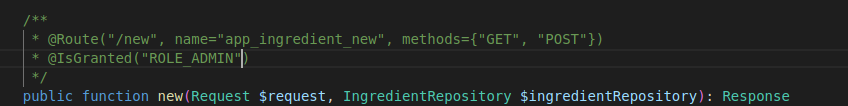 /**
* @Route("/new", name="app_ingredient_new", methods={"GET", "POST"})
* @IsGranted("ROLE_ADMIN")
*/
public function new(Request $request, IngredientRepository $ingredientRepository): Response